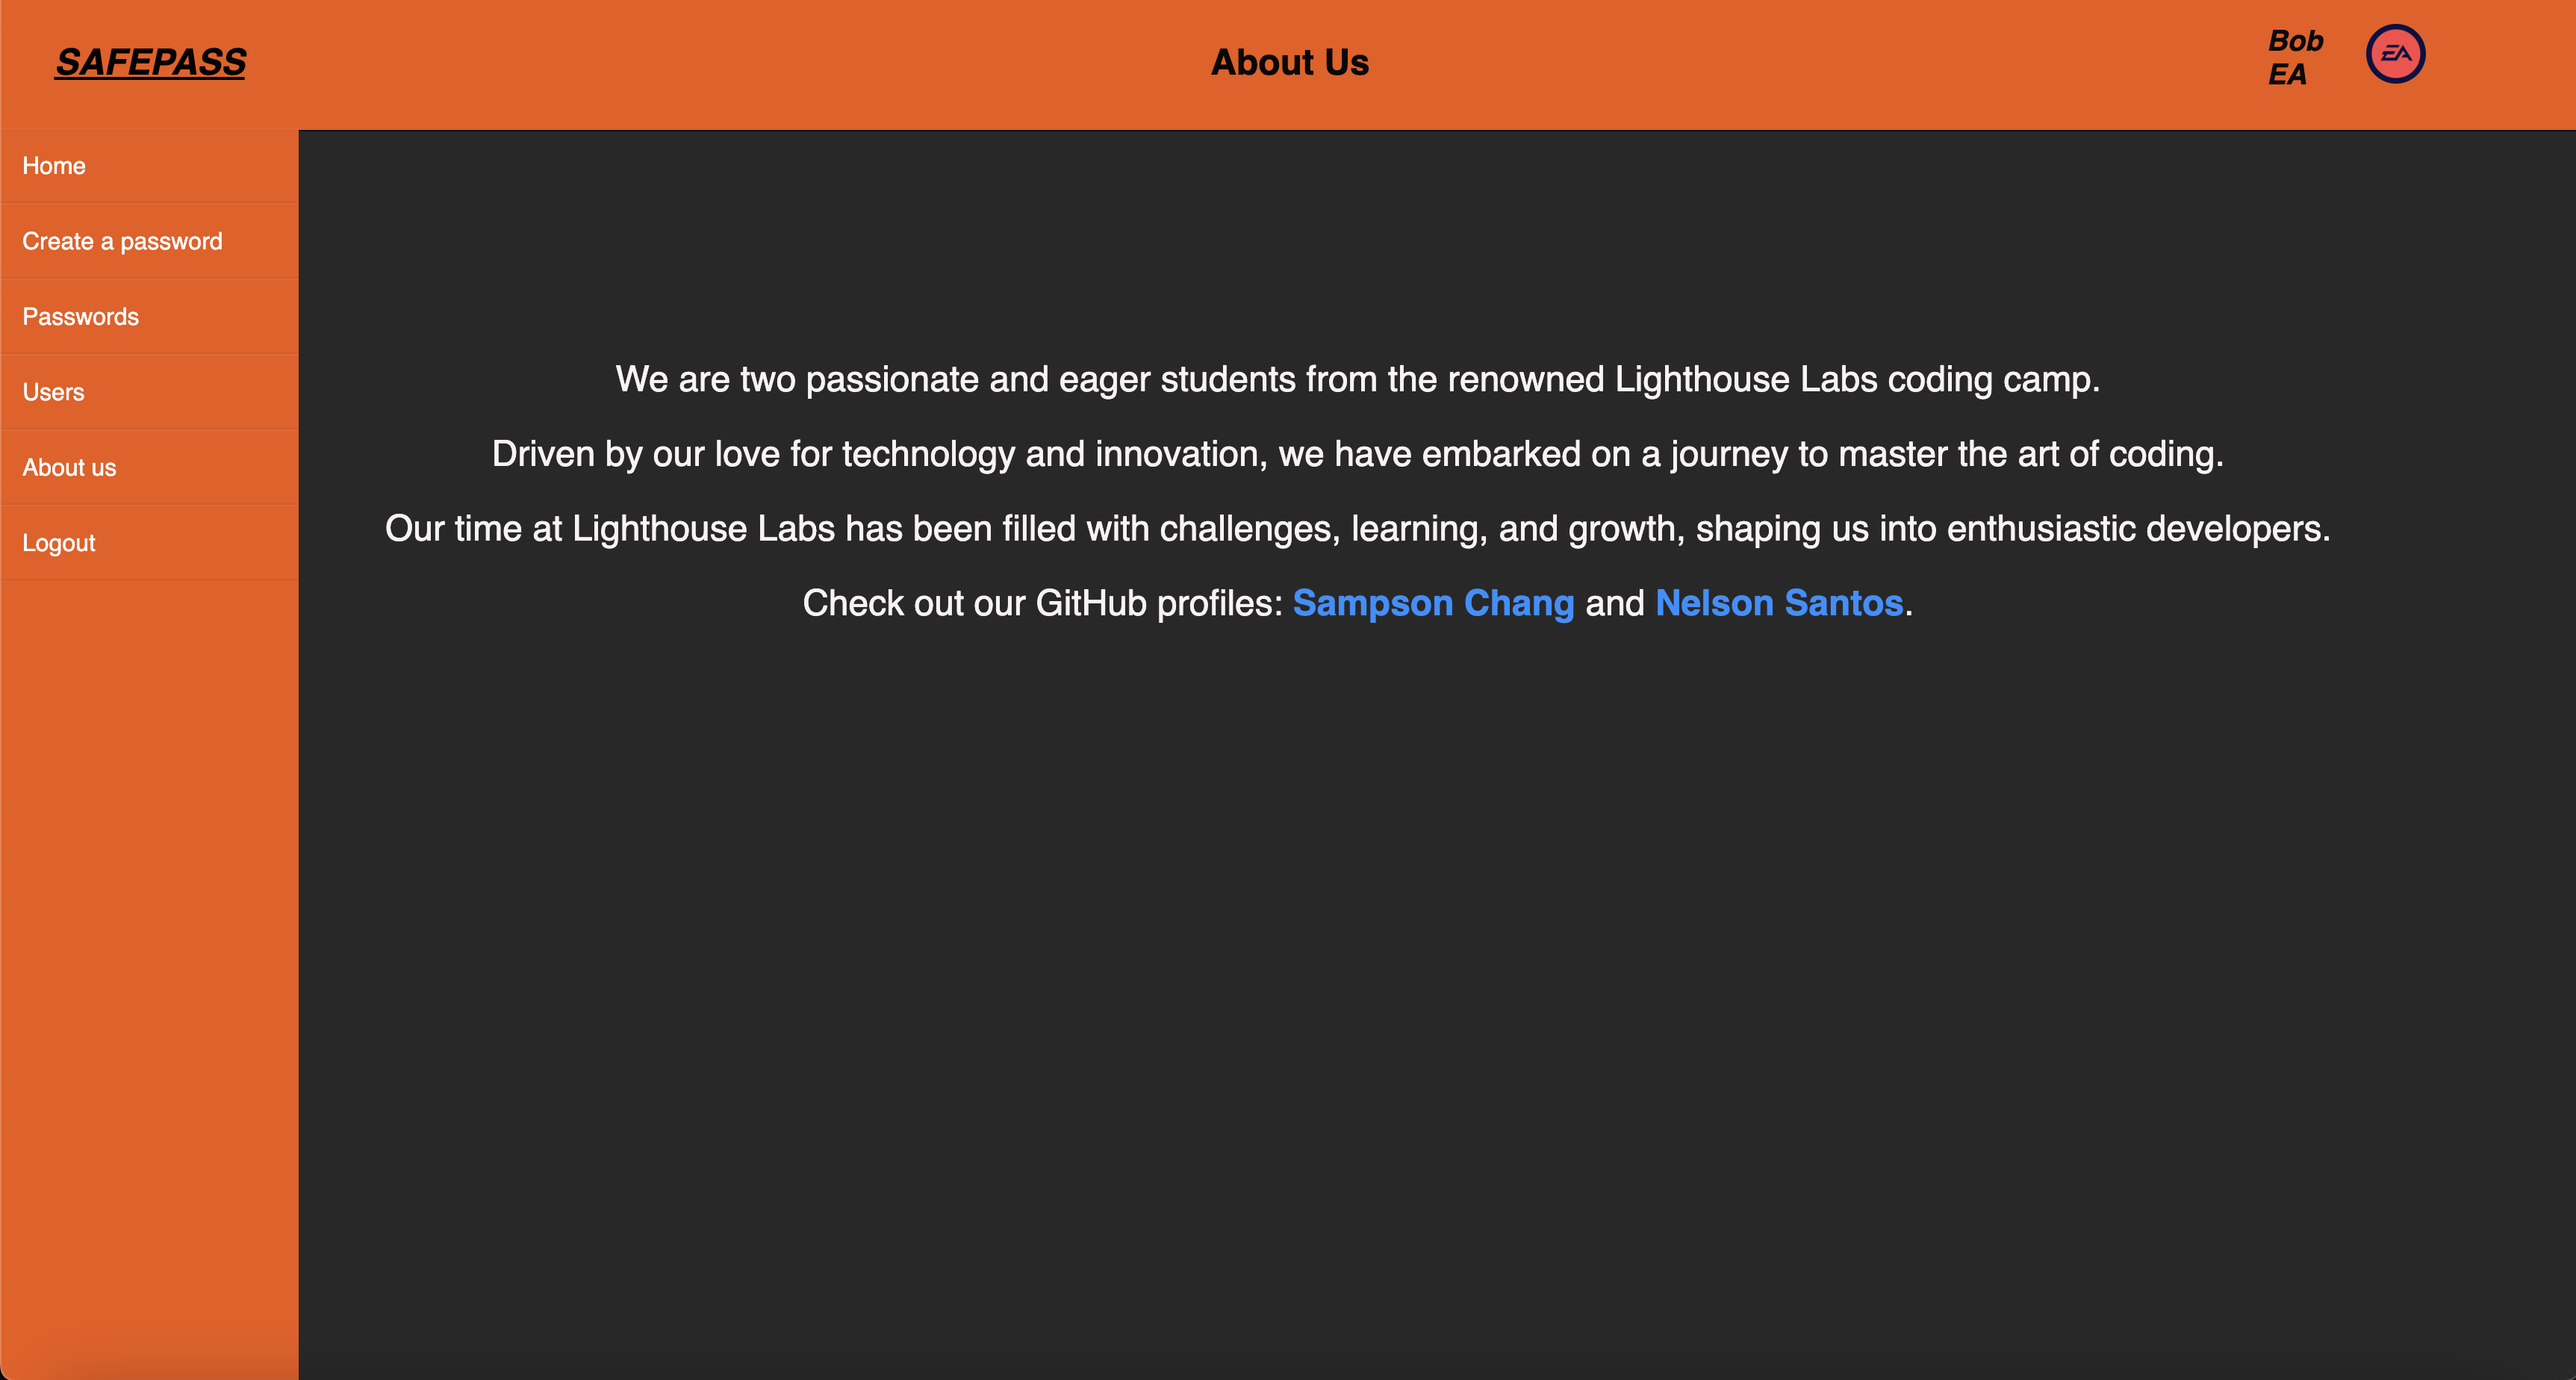 SAFEPASS
About Us
Bob
EA
EA
Home
Create a password
Passwords
Users
About us
Logout
We are two passionate and eager students from the renowned Lighthouse Labs coding camp.
Driven by our love for technology and innovation, we have embarked on a journey to master the art of coding.
Our time at Lighthouse Labs has been filled with challenges, learning, and growth, shaping us into enthusiastic developers.
Check out our GitHub profiles: Sampson Chang and Nelson Santos.